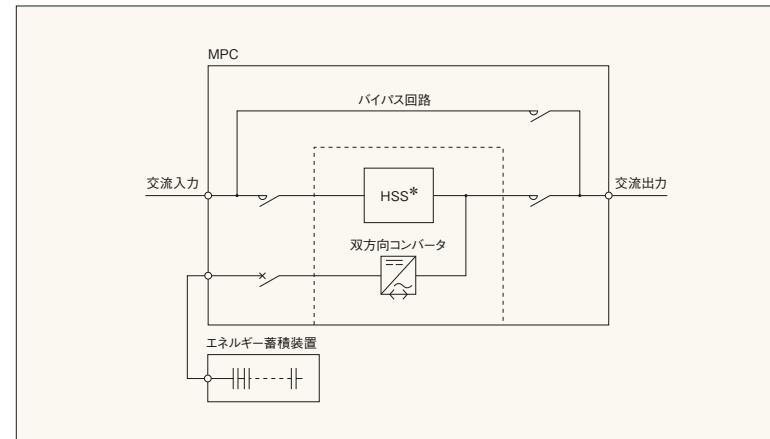 MPC
バイパス回路
交流入力
HSS*
交流出力
双方向コンバータ
エネルギー蓄積装置